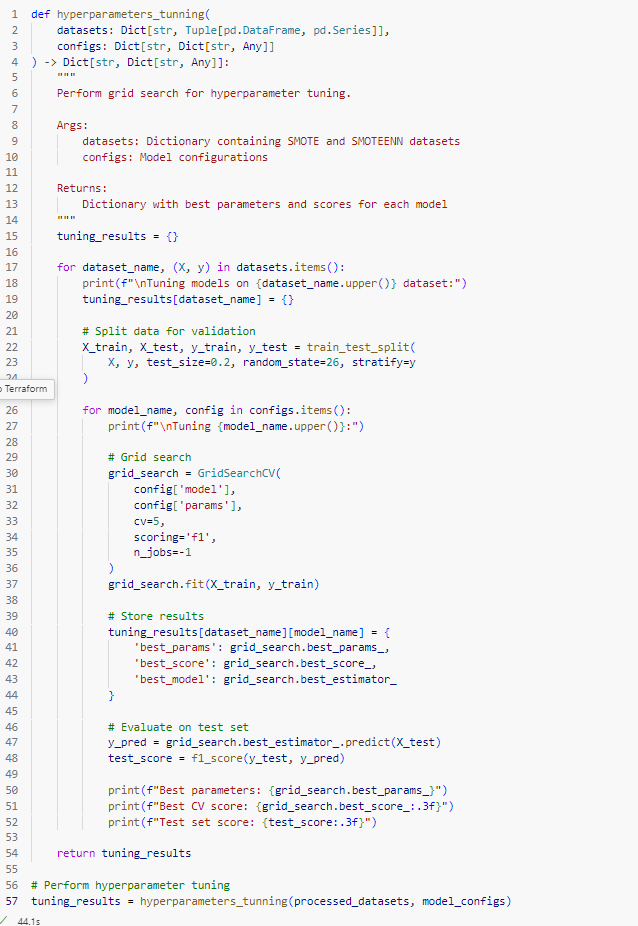 1 def hyperparameters_tunning(
2 datasets: Dict[str, Tuple[pd.DataFrame, pd.Series]],
3 configs: Dict[str, Dict[str, Any]]
4 ) -> Dict[str, Dict[str, Any]]:
5 """
6 Perform grid search for hyperparameter tuning.
7
8 Args:
9 datasets: Dictionary containing SMOTE and SMOTEENN datasets
10 configs: Model configurations
11
12 Returns:
13 Dictionary with best parameters and scores for each model
14 """
15 tuning_results = {}
16
17 for dataset_name, (X, y) in datasets.items():
18 print(f"\nTuning models on {dataset_name.upper()} dataset:")
19 tuning_results[dataset_name] = {}
20
21 # Split data for validation
22 X_train, X_test, y_train, y_test = train_test_split(
23 X, y, test_size=0.2, random_state=26, stratify=y
24 )
Terraform
26 for model_name, config in configs.items():
27 print(f"\nTuning {model_name.upper()}:")
28
29 # Grid search
30 grid_search = GridSearchCV(
31 config['model'],
32 config['params'],
33 cv=5,
34 scoring='f1',
35 n_jobs=-1
36 )
37 grid_search.fit(X_train, y_train)
38
39 # Store results
40 tuning_results[dataset_name][model_name] = {
41 'best_params': grid_search.best_params_,
42 'best_score': grid_search.best_score_,
43 'best_model': grid_search.best_estimator_
44 }
45
46 # Evaluate on test set
47 y_pred = grid_search.best_estimator_.predict(X_test)
48 test_score = f1_score(y_test, y_pred)
49
50 print(f"Best parameters: {grid_search.best_params_}")
51 print(f"Best CV score: {grid_search.best_score_:.3f}")
52 print(f"Test set score: {test_score:.3f}")
53
54 return tuning_results
55
56 # Perform hyperparameter tuning
57 tuning_results = hyperparameters_tunning(processed_datasets, model_configs)
44.1s